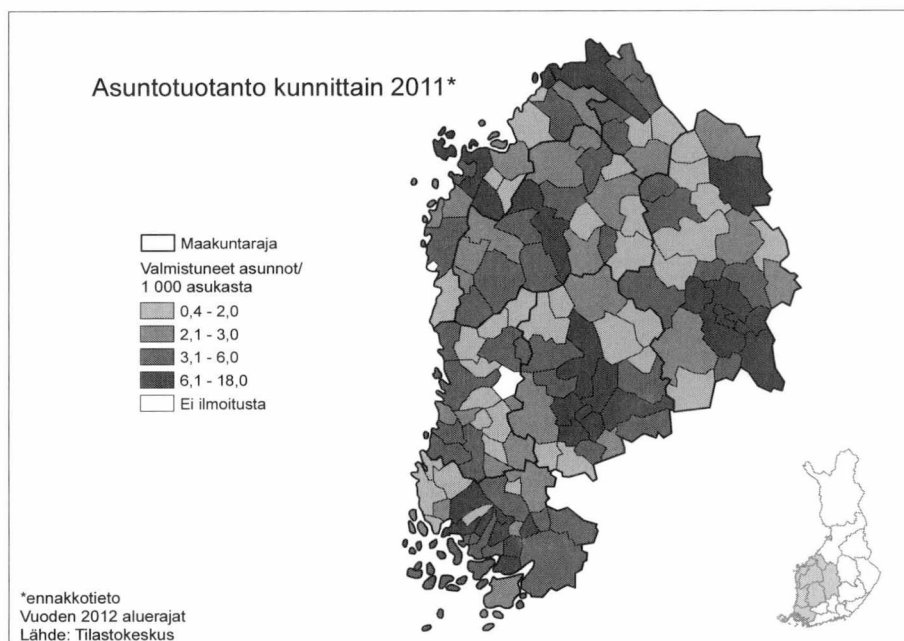 Asuntotuotanto kunnittain 2011*
Maakuntaraja
Valmistuneet asunnot/
1 000 asukasta
0,4 - 2,0
2,1 - 3,0
3,1 - 6,0
6,1 - 18,0
Ei ilmoitusta
*ennakkotieto
Vuoden 2012 aluerajat
Lähde: Tilastokeskus